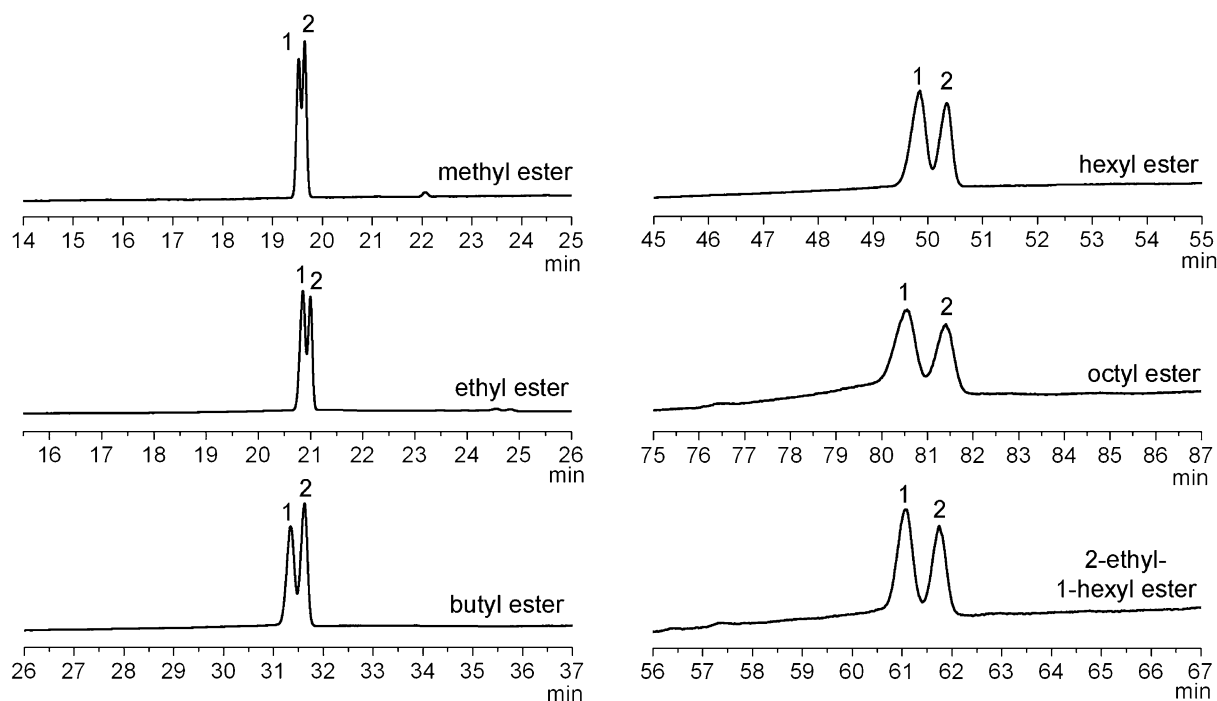 1 2
methyl ester
14 15 16 17 18 19 20 21 22 23 24 25
min
1 2
ethyl ester
16 17 18 19 20 21 22 23 24 25 26
min
1 2
butyl ester
26 27 28 29 30 31 32 33 34 35 36 37
min
1 2
hexyl ester
45 46 47 48 49 50 51 52 53 54 55
min
1 2
octyl ester
75 76 77 78 79 80 81 82 83 84 85 86 87
min
1 2
2-ethyl-
1-hexyl ester
56 57 58 59 60 61 62 63 64 65 66 67
min